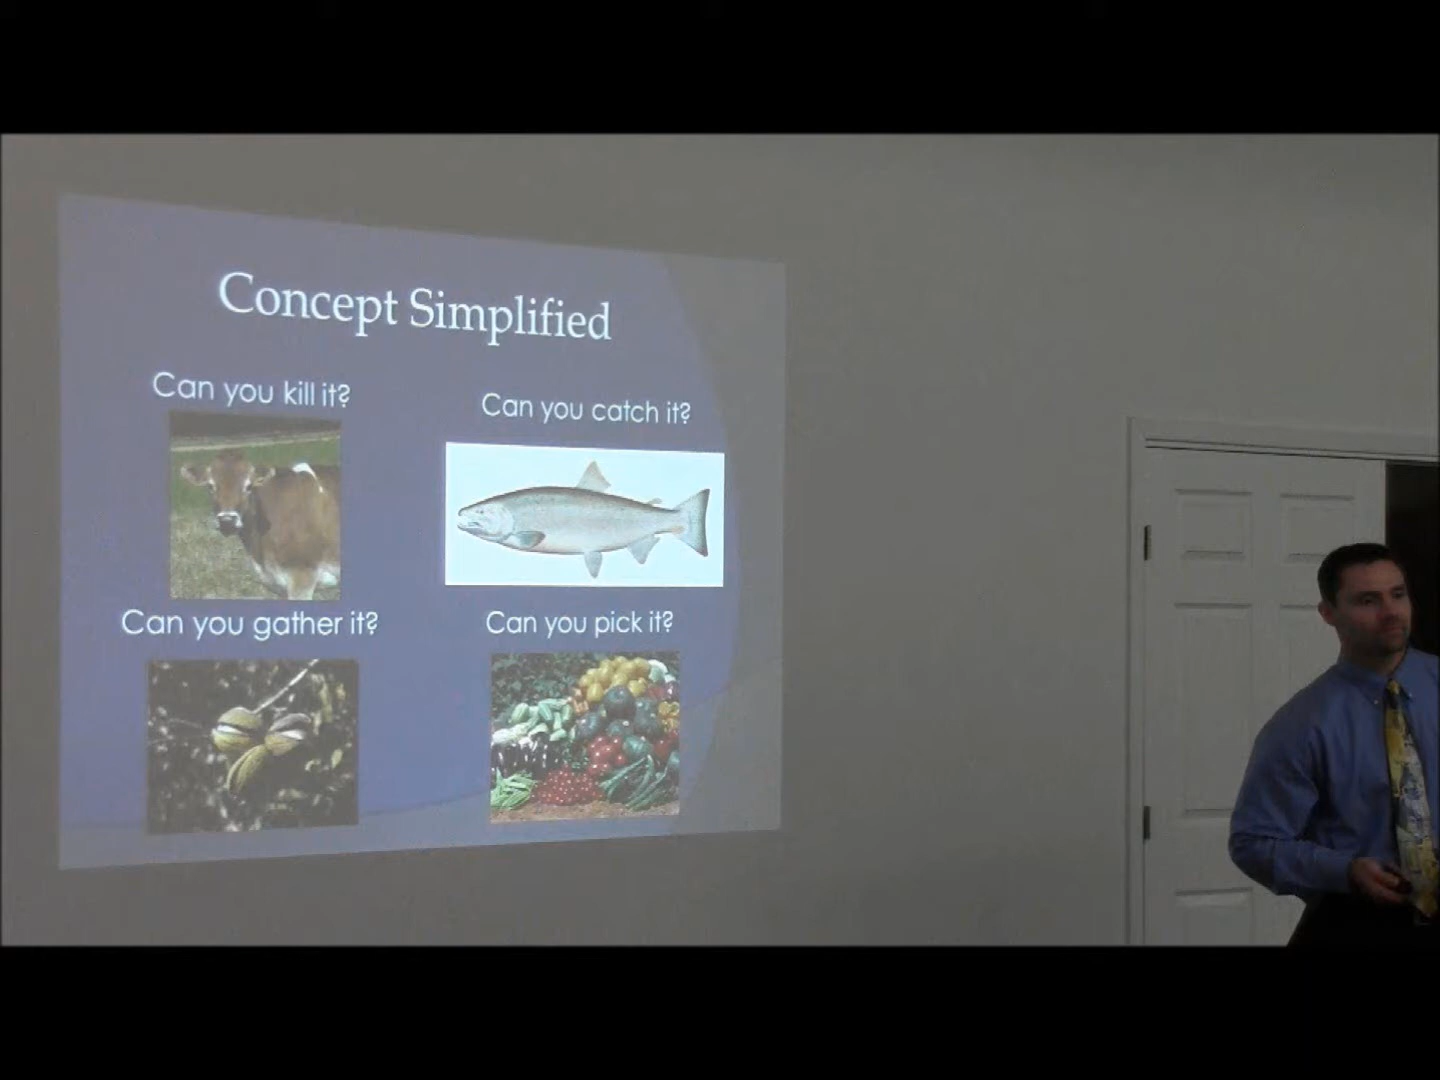 Concept Simplified
Can you kill it?
Can you catch it?
Can you gather it?
Can you pick it?